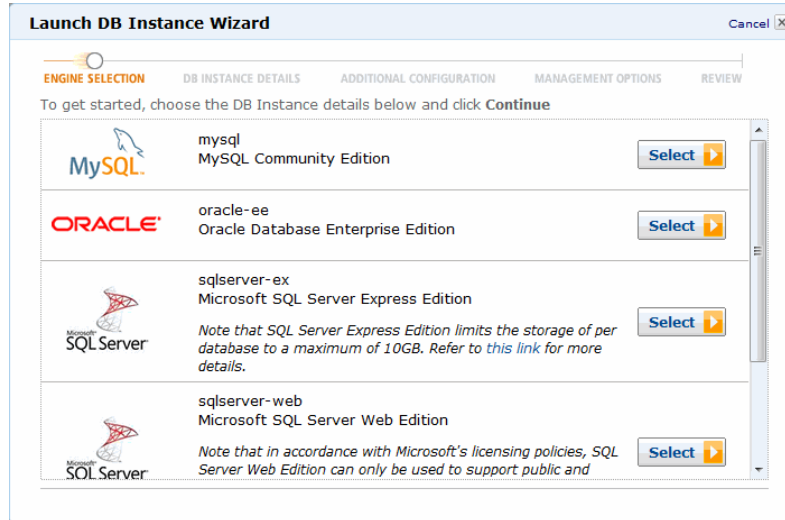 Launch DB Instance Wizard
Cancel
ENGINE SELECTION
DB INSTANCE DETAILS
ADDITIONAL CONFIGURATION
MANAGEMENT OPTIONS
REVIEW
To get started, choose the DB Instance details below and click Continue
MySQL
mysql
MySQL Community Edition
Select
ORACLE
oracle-ee
Oracle Database Enterprise Edition
Select
Microsoft
SQL Server
sqlserver-ex
Microsoft SQL Server Express Edition
Note that SQL Server Express Edition limits the storage of per
database to a maximum of 10GB. Refer to this link for more
details.
Select
Microsoft
SQL Server
sqlserver-web
Microsoft SQL Server Web Edition
Note that in accordance with Microsoft's licensing policies, SQL
Server Web Edition can only be used to support public and
Select